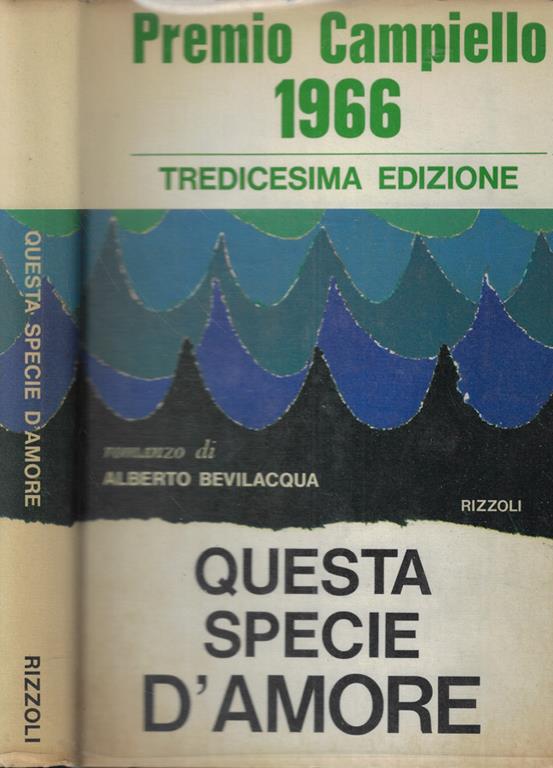 Premio Campiello
1966
TREDICESIMA EDIZIONE
romanzo di
ALBERTO BEVILACQUA
RIZZOLI
QUESTA
SPECIE
D'AMORE
QUESTA SPECIE D'AMORE
RIZZOLI